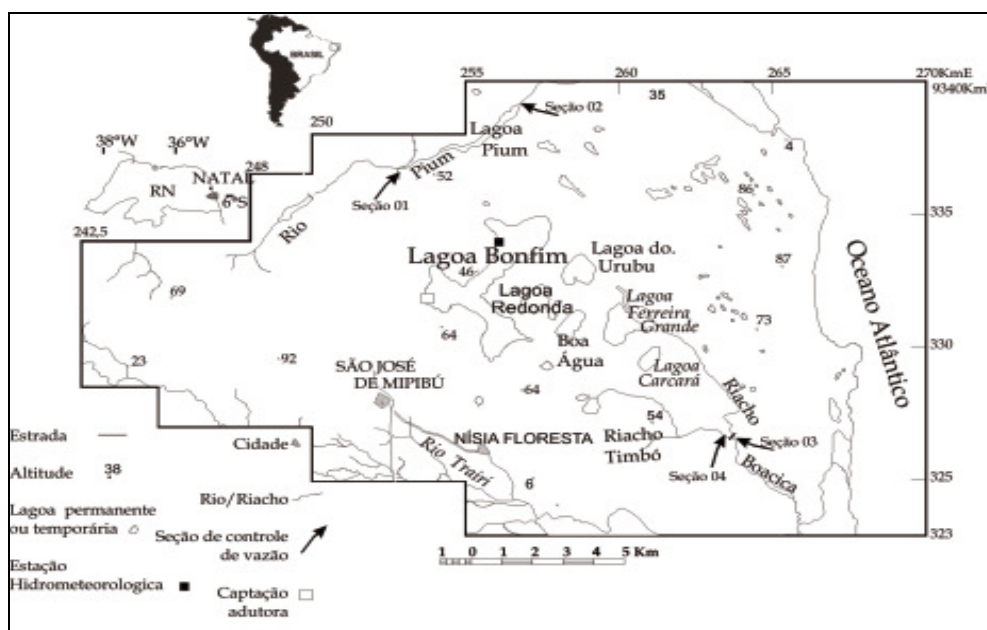 BRASIL
255
260
265
270KmE
9340Km
35
Seção 02
Lagoa
Pium
250
4
38°W
36°W
Pium
52
248
NATAL
RN
6°S
Seção 01
86
335
242,5
Rio
Lagoa Bonfim
Lagoa do.
Urubu
87
46
69
Lagoa
Redonda
Lagoa
Ferreira
Grande
73
Oceano Atlântico
64
Boa
Água
330
23
92
SÃO JOSÉ
DE MIPIBÚ
Lagoa
Carcará
Riacho
64
54
Estrada
Cidade
NÍSIA FLORESTA
Riacho
Timbó
Seção 03
Rio Trairí
Seção 04
Boacica
Altitude
38
6
325
Rio/Riacho
Lagoa permanente
ou temporária
323
Seção de controle
de vazão
1 0 1 2 3 4 5 Km
Estação
Hidrometeorologica
Captação
adutora